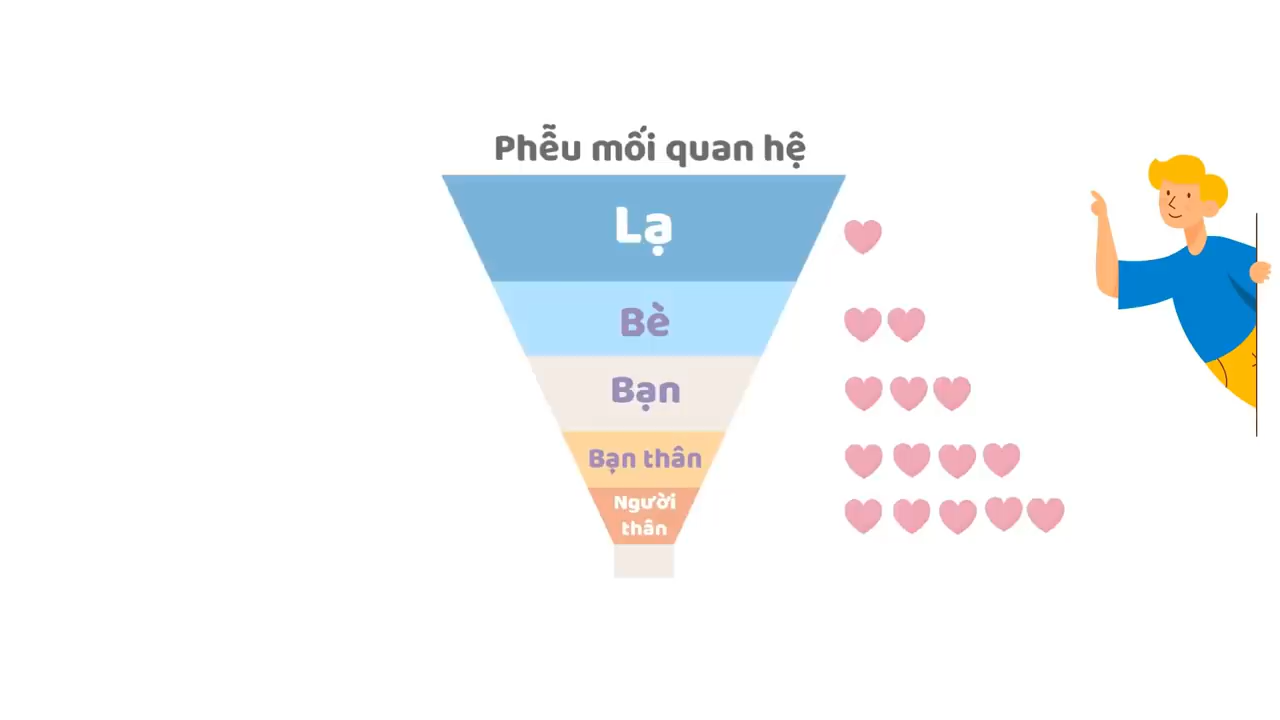 Phễu mối quan hệ
Lạ
Bè
Bạn
Bạn thân
Người
thân